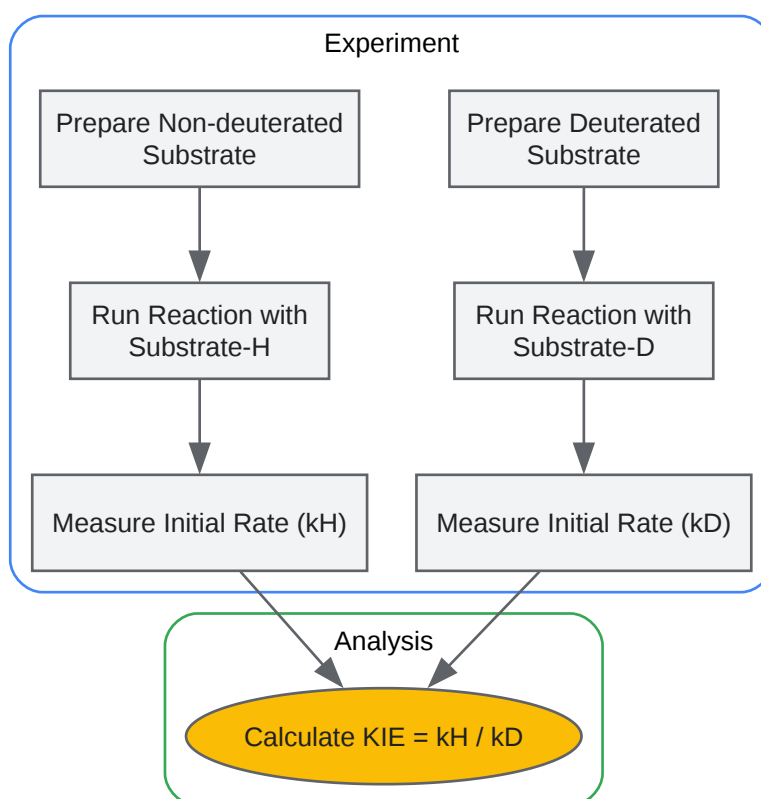 Experiment
Prepare Non-deuterated
Substrate
Prepare Deuterated
Substrate
Run Reaction with
Substrate-H
Run Reaction with
Substrate-D
Measure Initial Rate (kH)
Measure Initial Rate (kD)
Analysis
Calculate KIE = kH / kD